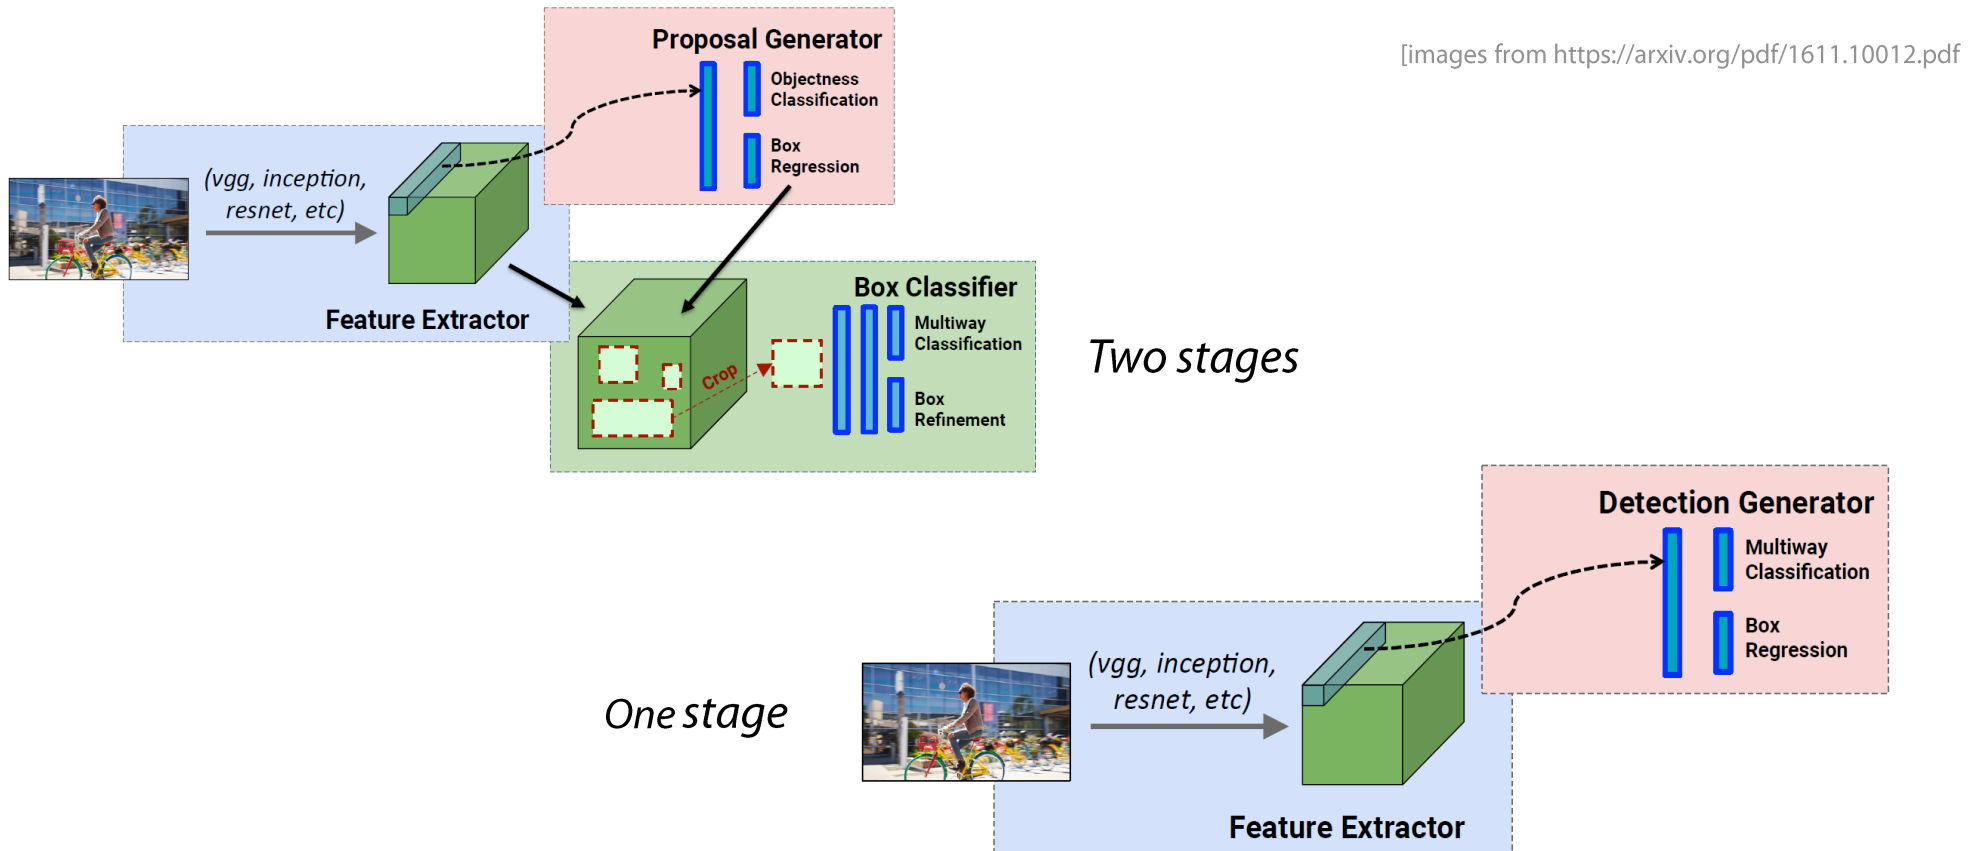 Proposal Generator
Objectness
Classification
Box
Regression
[images from https://arxiv.org/pdf/1611.10012.pdf
(vgg, inception,
resnet, etc)
Feature Extractor
Box Classifier
Multiway
Classification
Crop
Box
Refinement
Two stages
Detection Generator
Multiway
Classification
Box
Regression
(vgg, inception,
resnet, etc)
One stage
Feature Extractor